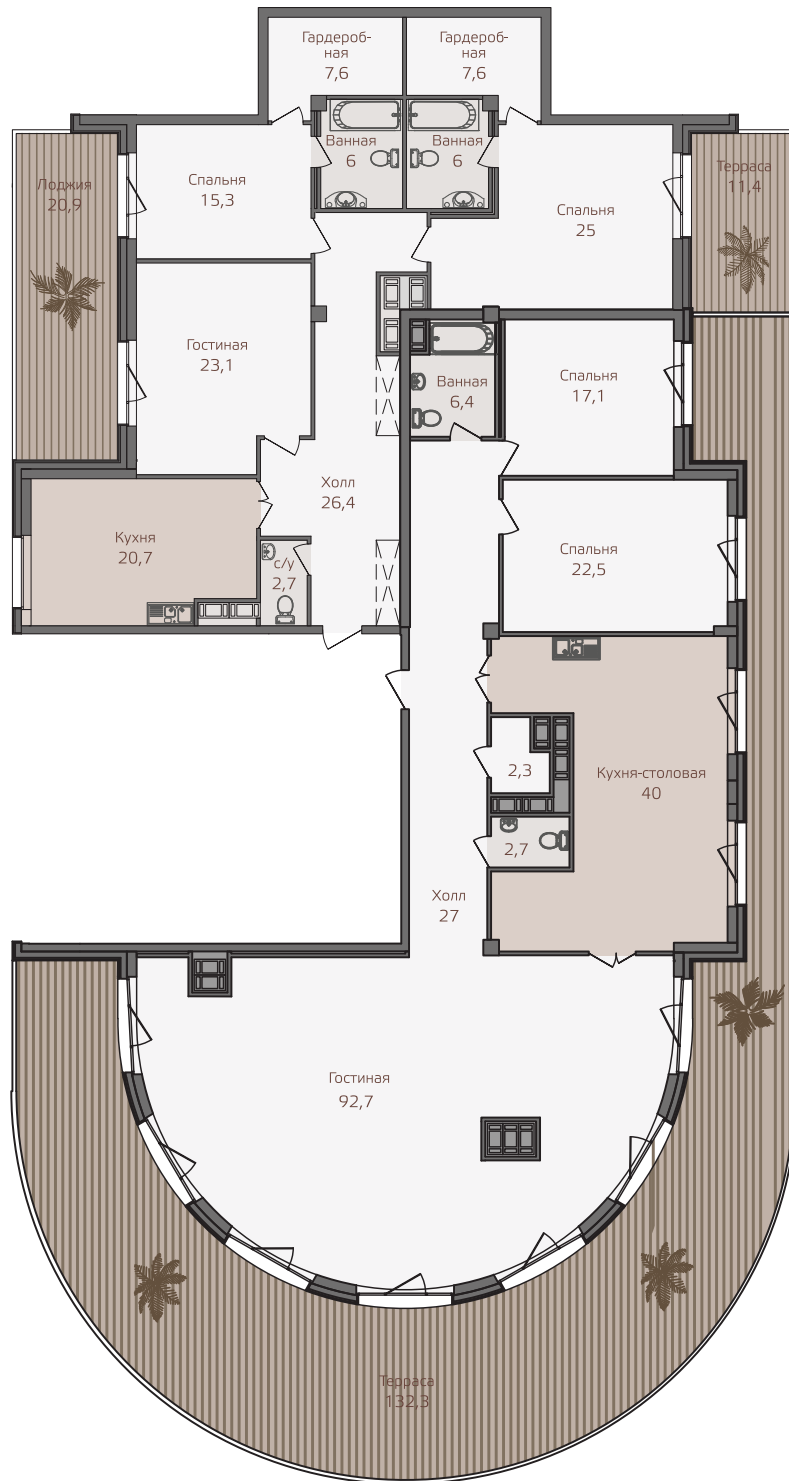 Гардероб-
ная
7,6
Гардероб-
ная
7,6
Ванная
6
Ванная
6
Лоджия
20,9
Спальня
15,3
Спальня
25
Терраса
11,4
Гостиная
23,1
Ванная
6,4
Спальня
17,1
Холл
26,4
Кухня
20,7
с/у
2,7
Спальня
22,5
2,3
Кухня-столовая
40
2,7
Холл
27
Гостиная
92,7
Терраса
132,3